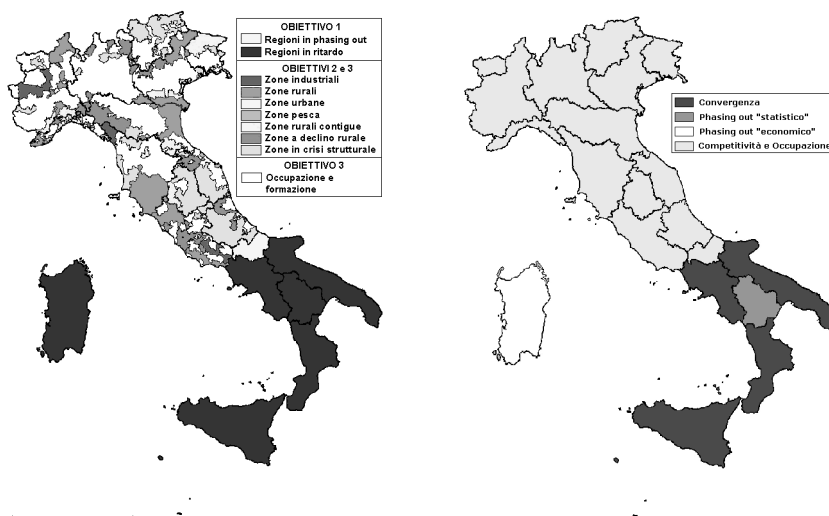 OBIETTIVO 1
Regioni in phasing out
Regioni in ritardo
OBIETTIVI 2 e 3
Zone industriali
Zone rurali
Zone urbane
Zone pesca
Zone rurali contigue
Zone a declino rurale
Zone in crisi strutturale
OBIETTIVO 3
Occupazione e
formazione
Convergenza
Phasing out "statistico"
Phasing out "economico"
Competitività e Occupazione